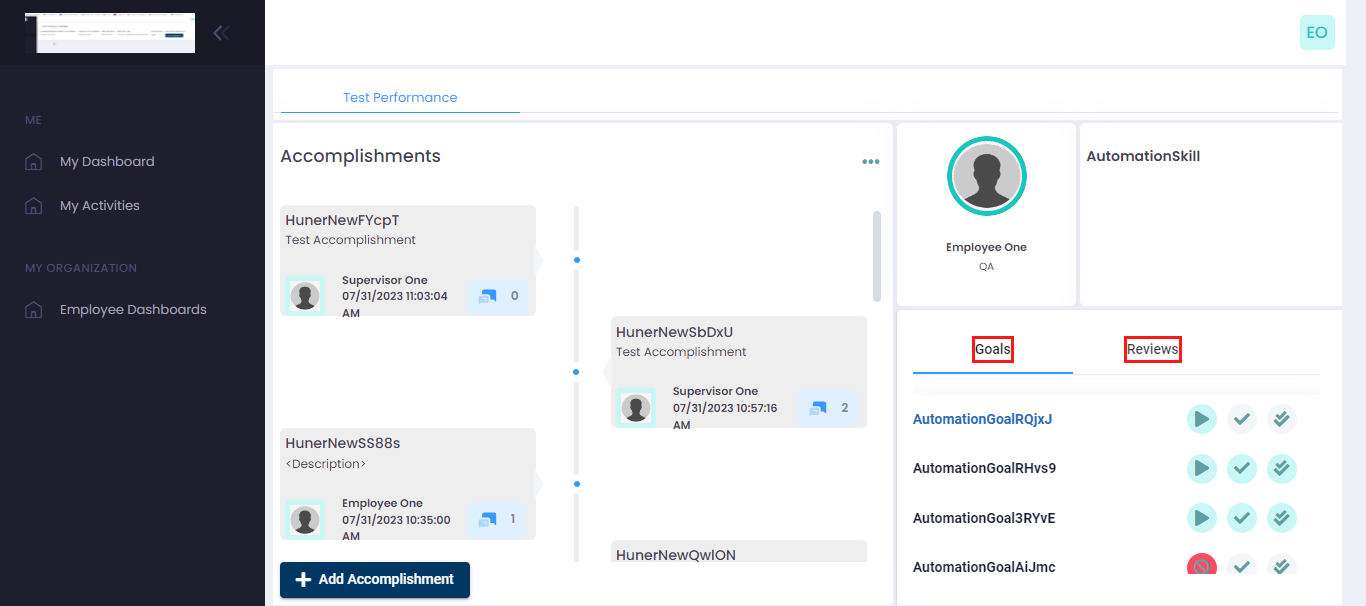 EO
ME
My Dashboard
My Activities
MY ORGANIZATION
Employee Dashboards
Test Performance
Accomplishments
HunerNewFYcpT
Test Accomplishment
Supervisor One
07/31/2023 11:03:04
AM
0
HunerNewSbDxU
Test Accomplishment
Supervisor One
07/31/2023 10:57:16
AM
2
HunerNewSS88s
<Description>
Employee One
07/31/2023 10:35:00
AM
1
HunerNewQwION
Add Accomplishment
Employee One
QA
AutomationSkill
Goals
Reviews
AutomationGoalRQjxJ
AutomationGoalRHvs9
AutomationGoal3RYvE
AutomationGoalAiJmc